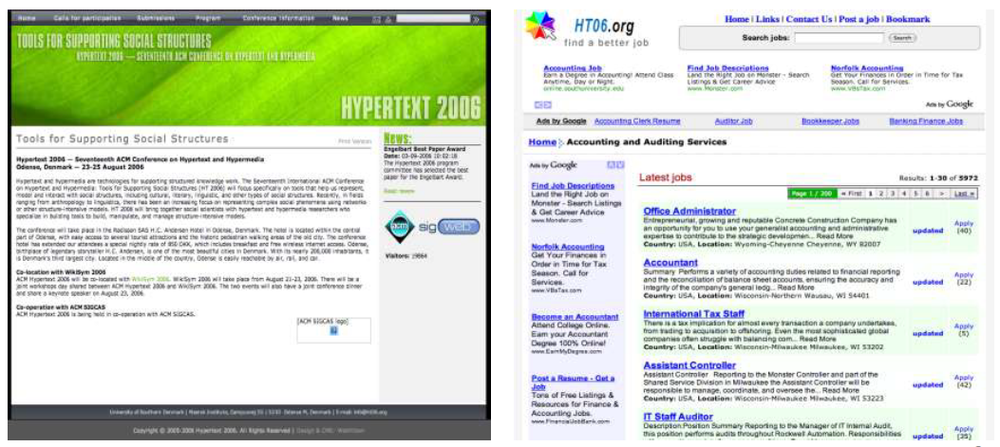 Home Calls for participation Submissions Program Conference Information News
TOOLS FOR SUPPORTING SOCIAL STRUCTURES
HYPERTEXT 2006 — SEVENTEENTH ACM CONFERENCE ON HYPERTEXT AND HYPERMEDIA
HYPERTEXT 2006
Tools for Supporting Social Structures
Print Version
Hypertext 2006 — Seventeenth ACM Conference on Hypertext and Hypermedia
Odense, Denmark — 23-25 August 2006
Hypertext and hypermedia are technologies for supporting structured knowledge work. The Seventeenth International ACM Conference
on Hypertext and Hypermedia: Tools for Supporting Social Structures (HT 2006) will focus specifically on tools that help us represent,
model and interact with social structures, including cultural, literary, linguistic, and other types of social structures. Recently, in fields
ranging from anthropology to linguistics, there has been an increasing focus on representing complex social phenomena using networks
or other structure-intensive models. HT 2006 will bring together social scientists with hypertext and hypermedia researchers who
specialise in building tools to build, manipulate, and manage structure-intensive models.
The conference will take place in the Radisson SAS H.C. Andersen Hotel in Odense, Denmark. The hotel is located within the central
part of Odense, with easy access to several tourist attractions and the historic pedestrian walking areas of the old city. The conference
hotel has extended our attendees a special nightly rate of 850 DKK, which includes breakfast and free wireless internet access. Odense,
birthplace of legendary storyteller H.C. Andersen, is one of the most beautiful cities in Denmark. With its nearly 200,000 inhabitants, it
is Denmark's third largest city. Located in the middle of the country, Odense is easily reachable by air, rail, and car.
Co-location with WikiSym 2006
ACM Hypertext 2006 will be co-located with WikiSym 2006. WikiSym 2006 will take place from August 21-23, 2006. There will be a
joint workshops day shared between ACM Hypertext 2006 and WikiSym 2006. The two events will also have a joint conference dinner
and share a keynote speaker on August 23, 2006.
Co-operation with ACM SIGCAS
ACM Hypertext 2006 is being held in co-operation with ACM SIGCAS.
[ACM SIGCAS logo]
News:
Engelbart Best Paper Award
Date: 03-09-2006 10:02:18
The Hypertext 2006 program
committee has selected the best
paper for the Engelbart Award.
Read more
acm sig web
Visitors: 19864
University of Southern Denmark | Maersk Institute, Campusvej 55 | 5230 Odense M, Denmark | E-mail: info@ht06.org
Copyright © 2005-2006 Hypertext 2006. All Rights Reserved | Design & CMS:
HT06.org
find a better job
Home | Links | Contact Us | Post a job | Bookmark
Search jobs: Search
Accounting Job
Earn a Degree in Accounting! Attend Class
Anytime, Day or Night.
online.southuniversity.edu
Find Job Descriptions
Land the Right Job on Monster - Search
Listings & Get Career Advice
www.Monster.com
Norfolk Accounting
Get Your Finances in Order in Time for Tax
Season. Call for Services.
www.VBsTax.com
Ads by Google
Ads by Google Accounting Clerk Resume Auditor Job Bookkeeper Jobs Banking Finance Jobs
Home Accounting and Auditing Services
Ads by Google
Find Job Descriptions
Land the Right Job on
Monster - Search Listings
& Get Career Advice
www.Monster.com
Norfolk Accounting
Get Your Finances in
Order in Time for Tax
Season. Call for
Services.
www.VBsTax.com
Become an Accountant
Attend College Online.
Earn your Accountant
Degree 100% Online!
www.EarnMyDegree.com
Post a Resume - Get a
Job
Tons of Free Listings &
Resources for Finance &
Accounting Jobs.
www.FinancialJobBank.com
Latest jobs
Results: 1-30 of 5972
Page 1 / 200 « First 1 2 3 4 5 6 > Last »
Office Administrator
Entrepreneurial, growing and reputable Concrete Construction Company has
an opportunity for you to use your generalist accounting and administrative
expertise to contribute to the strategic developmen... Read More
Country: USA, Location: Wyoming-Cheyenne Cheyenne, WY 82007
updated
Apply
(40)
Accountant
Summary Performs a variety of accounting duties related to financial reporting
and the reconciliation of balance sheet accounts, ensuring the accuracy and
integrity of the company's general ledg... Read More
Country: USA, Location: Wisconsin-Northern Wausau, WI 54401
updated
Apply
(22)
International Tax Staff
There is a tax implication for almost every transaction a company undertakes,
from trading to acquisition to offshoring. Even the most sophisticated global
companies often struggle with balancing com... Read More
Country: USA, Location: Wisconsin-Milwaukee Milwaukee, WI 53202
updated
Apply
(5)
Assistant Controller
Assistant Controller Reporting to the Monster Controller and part of the
Shared Service Division in Milwaukee the Assistant Controller will be
responsible to manage, coordinate, and oversee the... Read More
Country: USA, Location: Wisconsin-Milwaukee Milwaukee, WI 53223
updated
Apply
(42)
IT Staff Auditor
Description:Position Summary Reporting to the Manager of IT Internal Audit,
this position performs audits throughout Rockwell Automation. Responsibilities
updated
Apply
(35)